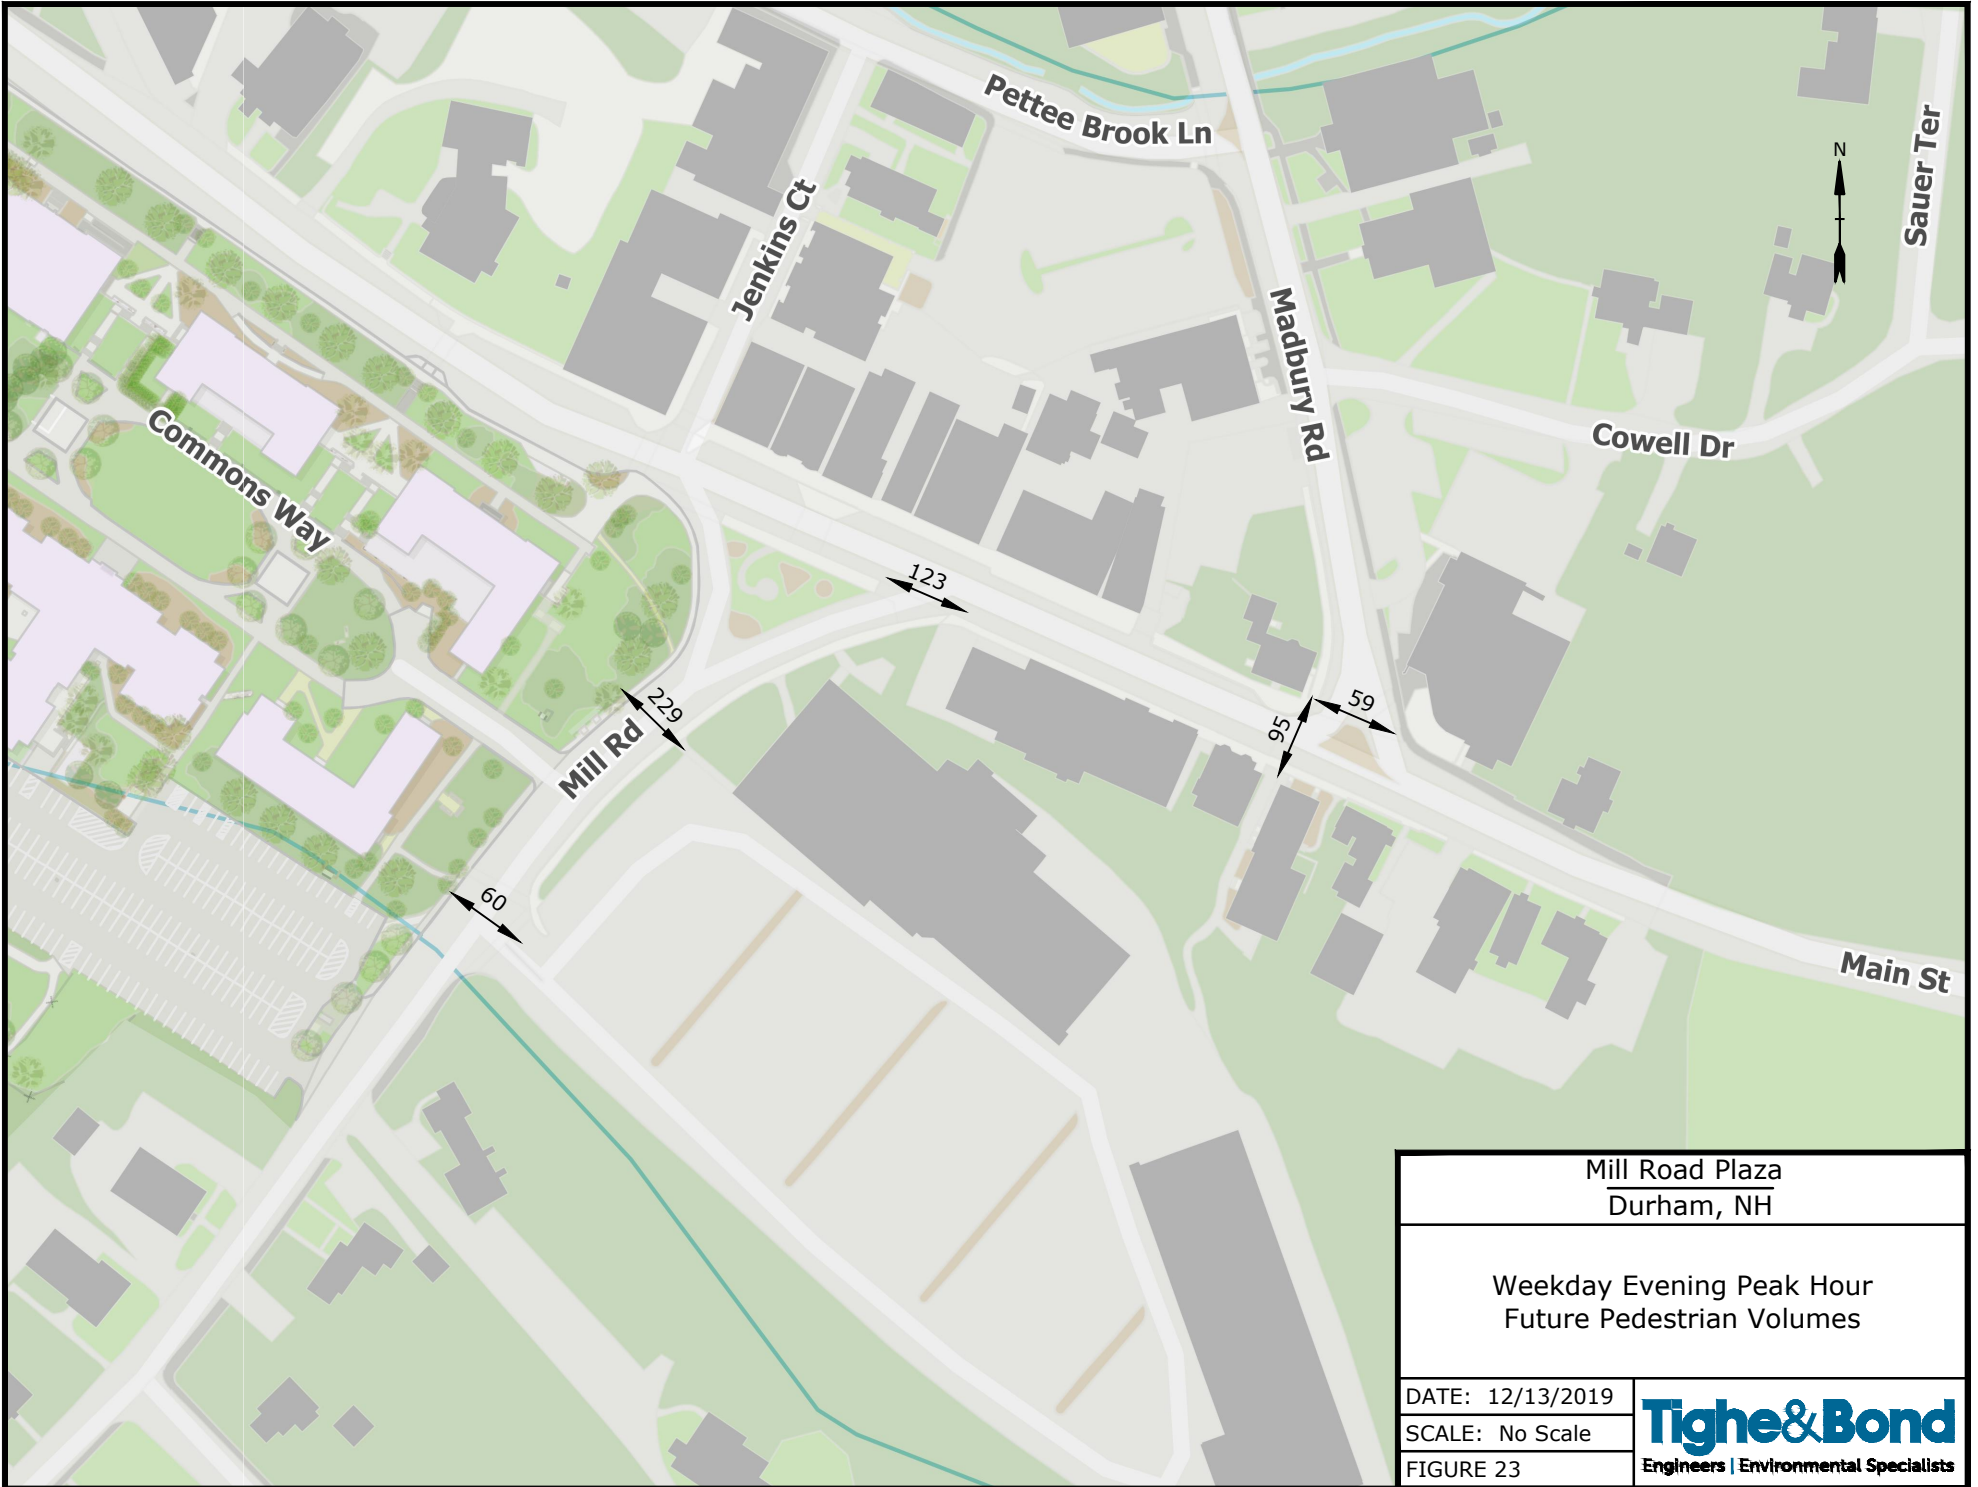 Pettee Brook Ln
Sauer Ter
N
Jenkins Ct
Madbury Rd
Commons Way
Cowell Dr
123
229
Mill Rd
59
95
60
Main St
Mill Road Plaza
Durham, NH
Weekday Evening Peak Hour
Future Pedestrian Volumes
DATE: 12/13/2019
SCALE: No Scale
FIGURE 23
Tighe&Bond
Engineers | Environmental Specialists